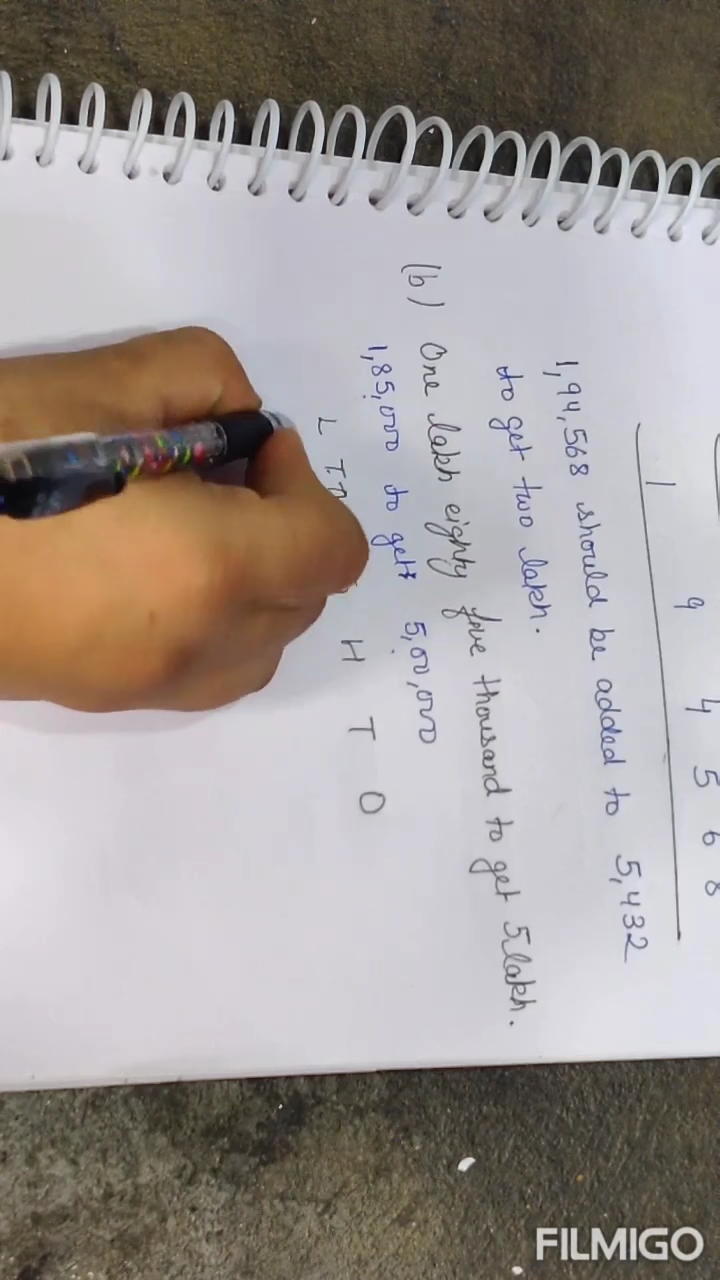 1 9 4 5 6 8
1,94,568 should be added to 5,432
to get two lakh.
(b) One lakh eighty five thousand to get 5 lakh.
1,85,000 to get 5,00,000
L H T O
FILMIGO